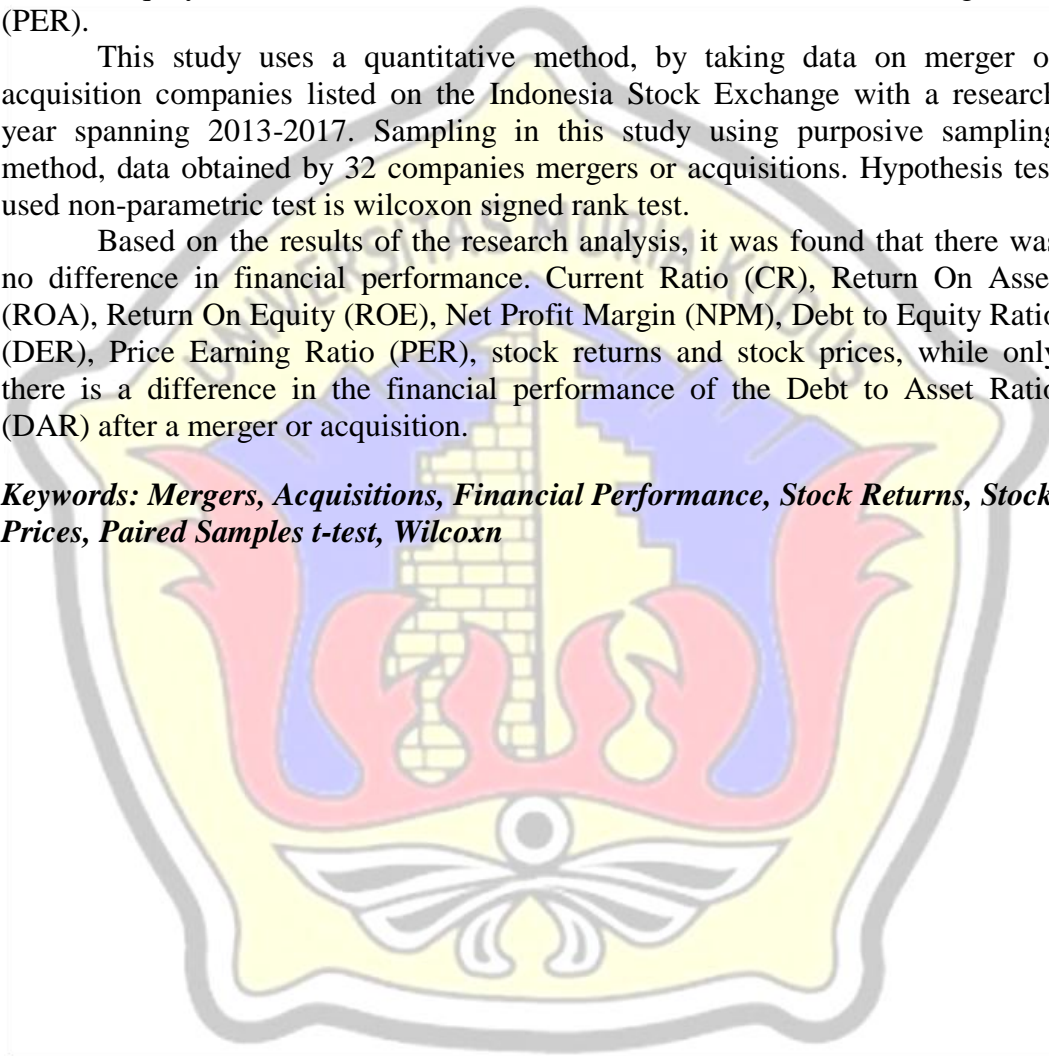 (PER).
This study uses a quantitative method, by taking data on merger o
acquisition companies listed on the Indonesia Stock Exchange with a research
year spanning 2013-2017. Sampling in this study using purposive sampling
method, data obtained by 32 companies mergers or acquisitions. Hypothesis tes
used non-parametric test is wilcoxon signed rank test.
Based on the results of the research analysis, it was found that there was
no difference in financial performance. Current Ratio (CR), Return On Asse
(ROA), Return On Equity (ROE), Net Profit Margin (NPM), Debt to Equity Ratio
(DER), Price Earning Ratio (PER), stock returns and stock prices, while only
there is a difference in the financial performance of the Debt to Asset Ratio
(DAR) after a merger or acquisition.
Keywords: Mergers, Acquisitions, Financial Performance, Stock Returns, Stock
Prices, Paired Samples t-test, Wilcoxn
UNIVERSITAS MURIA KUDUS